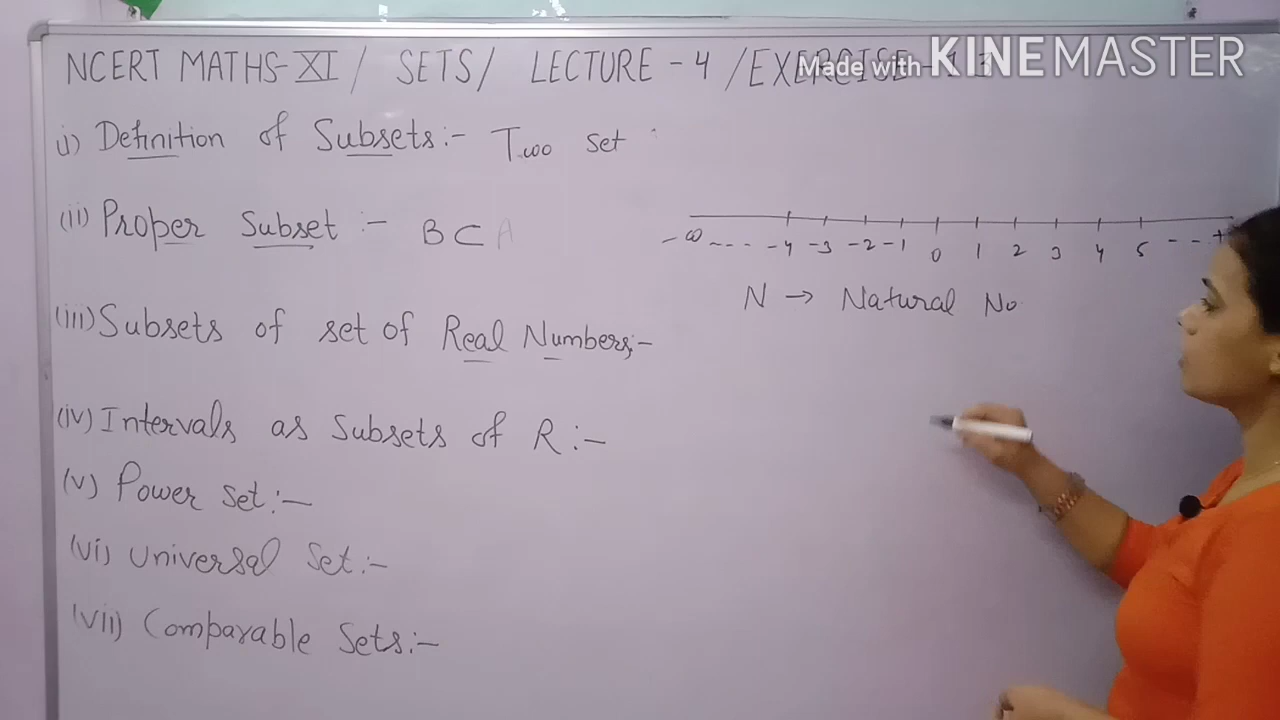 NCERT MATHS-XI / SETS / LECTURE - 4 / EXERCISE - 1.3
Made with KINEMASTER
(i) Definition of Subsets:- Two set
(ii) Proper Subset :- B ⊂ A
-∞ --- -4 -3 -2 -1 0 1 2 3 4 5 -- +
N → Natural No
(iii) Subsets of set of Real Numbers:-
(iv) Intervals as Subsets of R:-
(v) Power Set:-
(vi) Universal Set:-
(vii) Comparable Sets:-